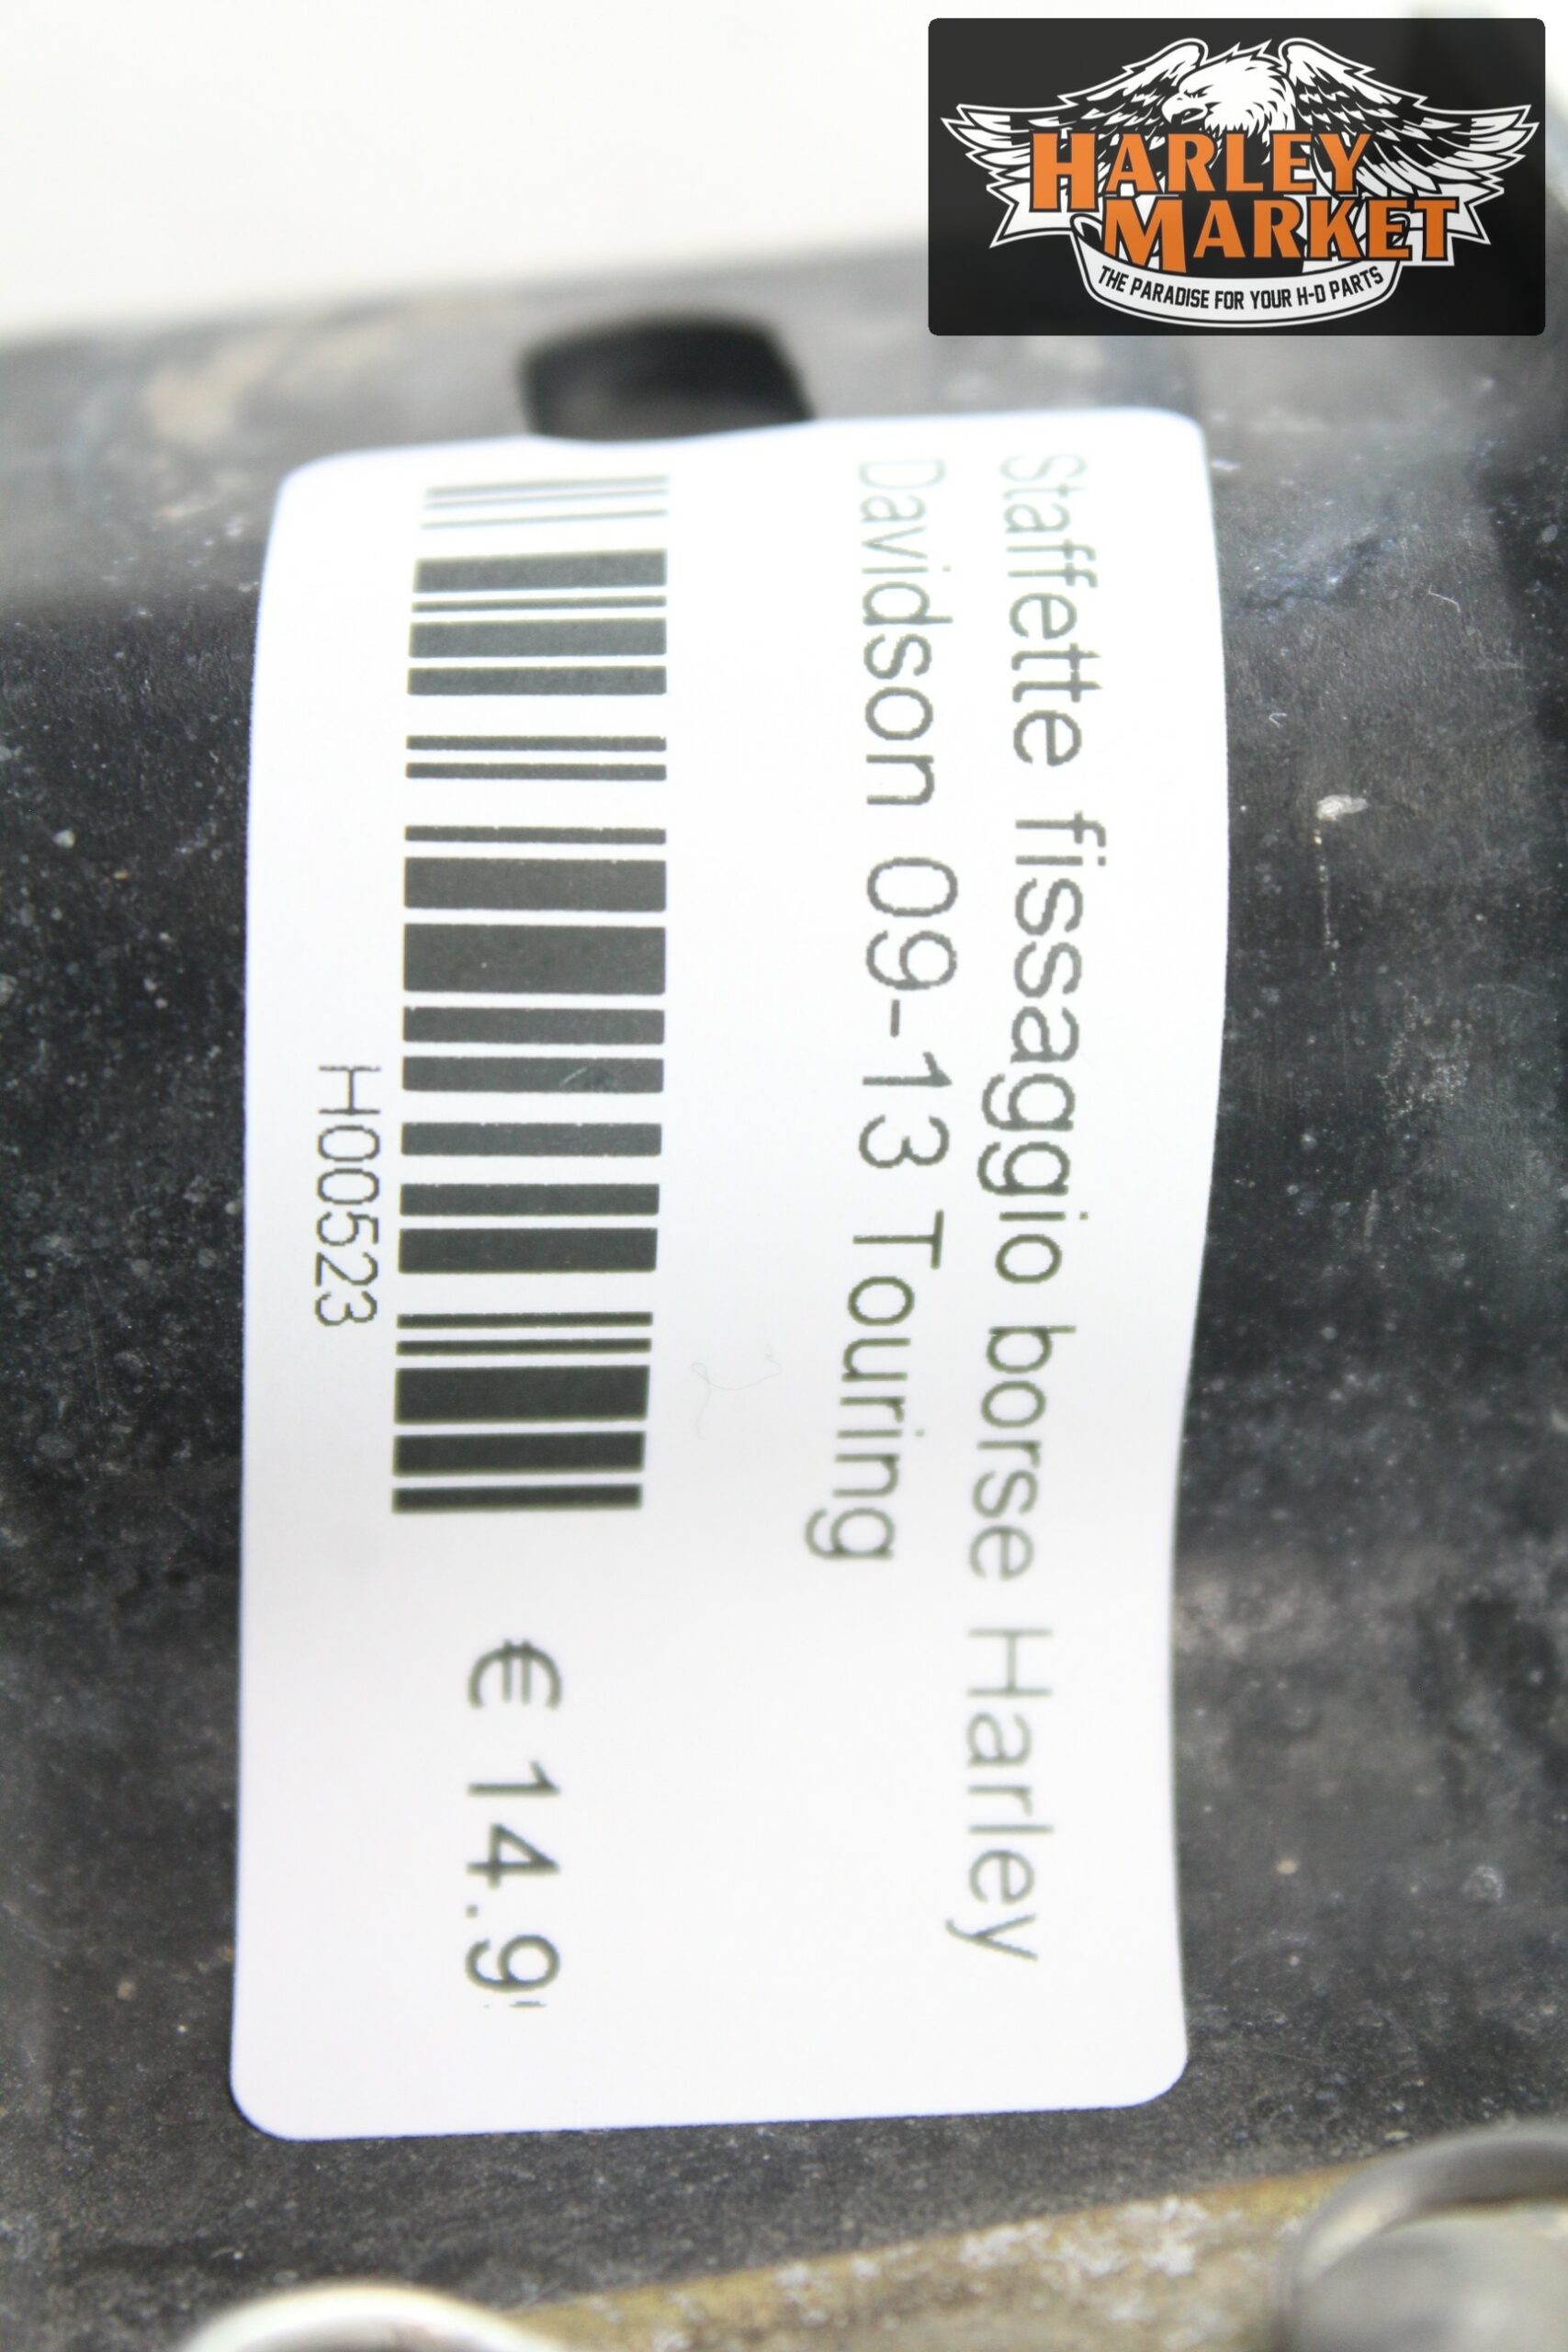 HARLEY
MARKET
THE PARADISE FOR YOUR H-D PARTS
Staffette fissaggio borse Harley
Davidson 09-13 Touring
H00523
€ 14.9